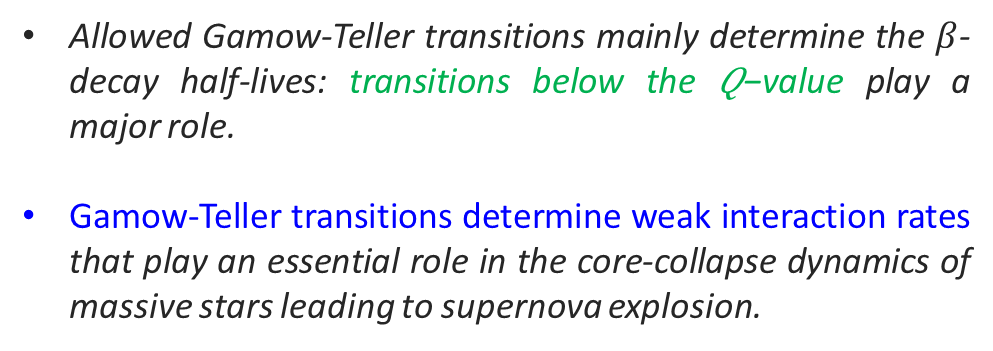 • Allowed Gamow-Teller transitions mainly determine the β-
decay half-lives: transitions below the Q−value play a
major role.
• Gamow-Teller transitions determine weak interaction rates
that play an essential role in the core-collapse dynamics of
massive stars leading to supernova explosion.